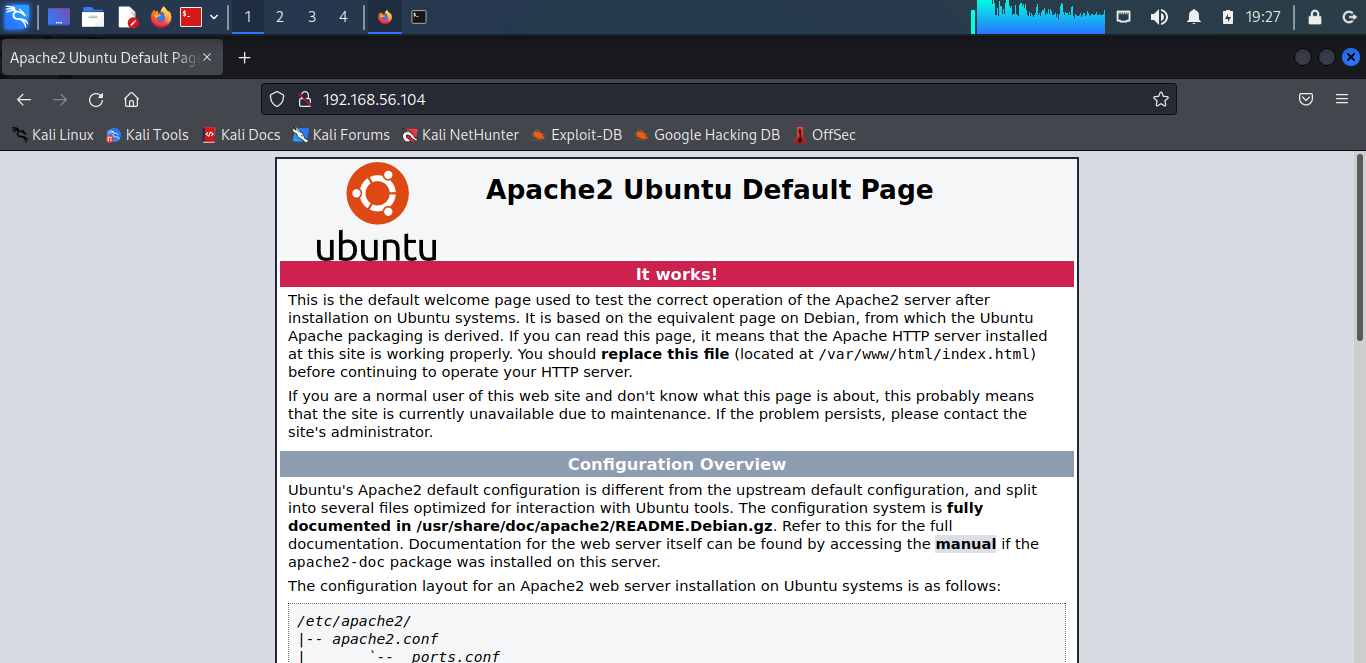 1 2 3 4 19:27
Apache2 Ubuntu Default Pag
192.168.56.104
Kali Linux Kali Tools Kali Docs Kali Forums Kali NetHunter Exploit-DB Google Hacking DB OffSec
ubuntu
Apache2 Ubuntu Default Page
It works!
This is the default welcome page used to test the correct operation of the Apache2 server after
installation on Ubuntu systems. It is based on the equivalent page on Debian, from which the Ubuntu
Apache packaging is derived. If you can read this page, it means that the Apache HTTP server installed
at this site is working properly. You should replace this file (located at /var/www/html/index.html)
before continuing to operate your HTTP server.
If you are a normal user of this web site and don't know what this page is about, this probably means
that the site is currently unavailable due to maintenance. If the problem persists, please contact the
site's administrator.
Configuration Overview
Ubuntu's Apache2 default configuration is different from the upstream default configuration, and split
into several files optimized for interaction with Ubuntu tools. The configuration system is fully
documented in /usr/share/doc/apache2/README.Debian.gz. Refer to this for the full
documentation. Documentation for the web server itself can be found by accessing the manual if the
apache2-doc package was installed on this server.
The configuration layout for an Apache2 web server installation on Ubuntu systems is as follows:
/etc/apache2/
|-- apache2.conf
|       `--  ports.conf